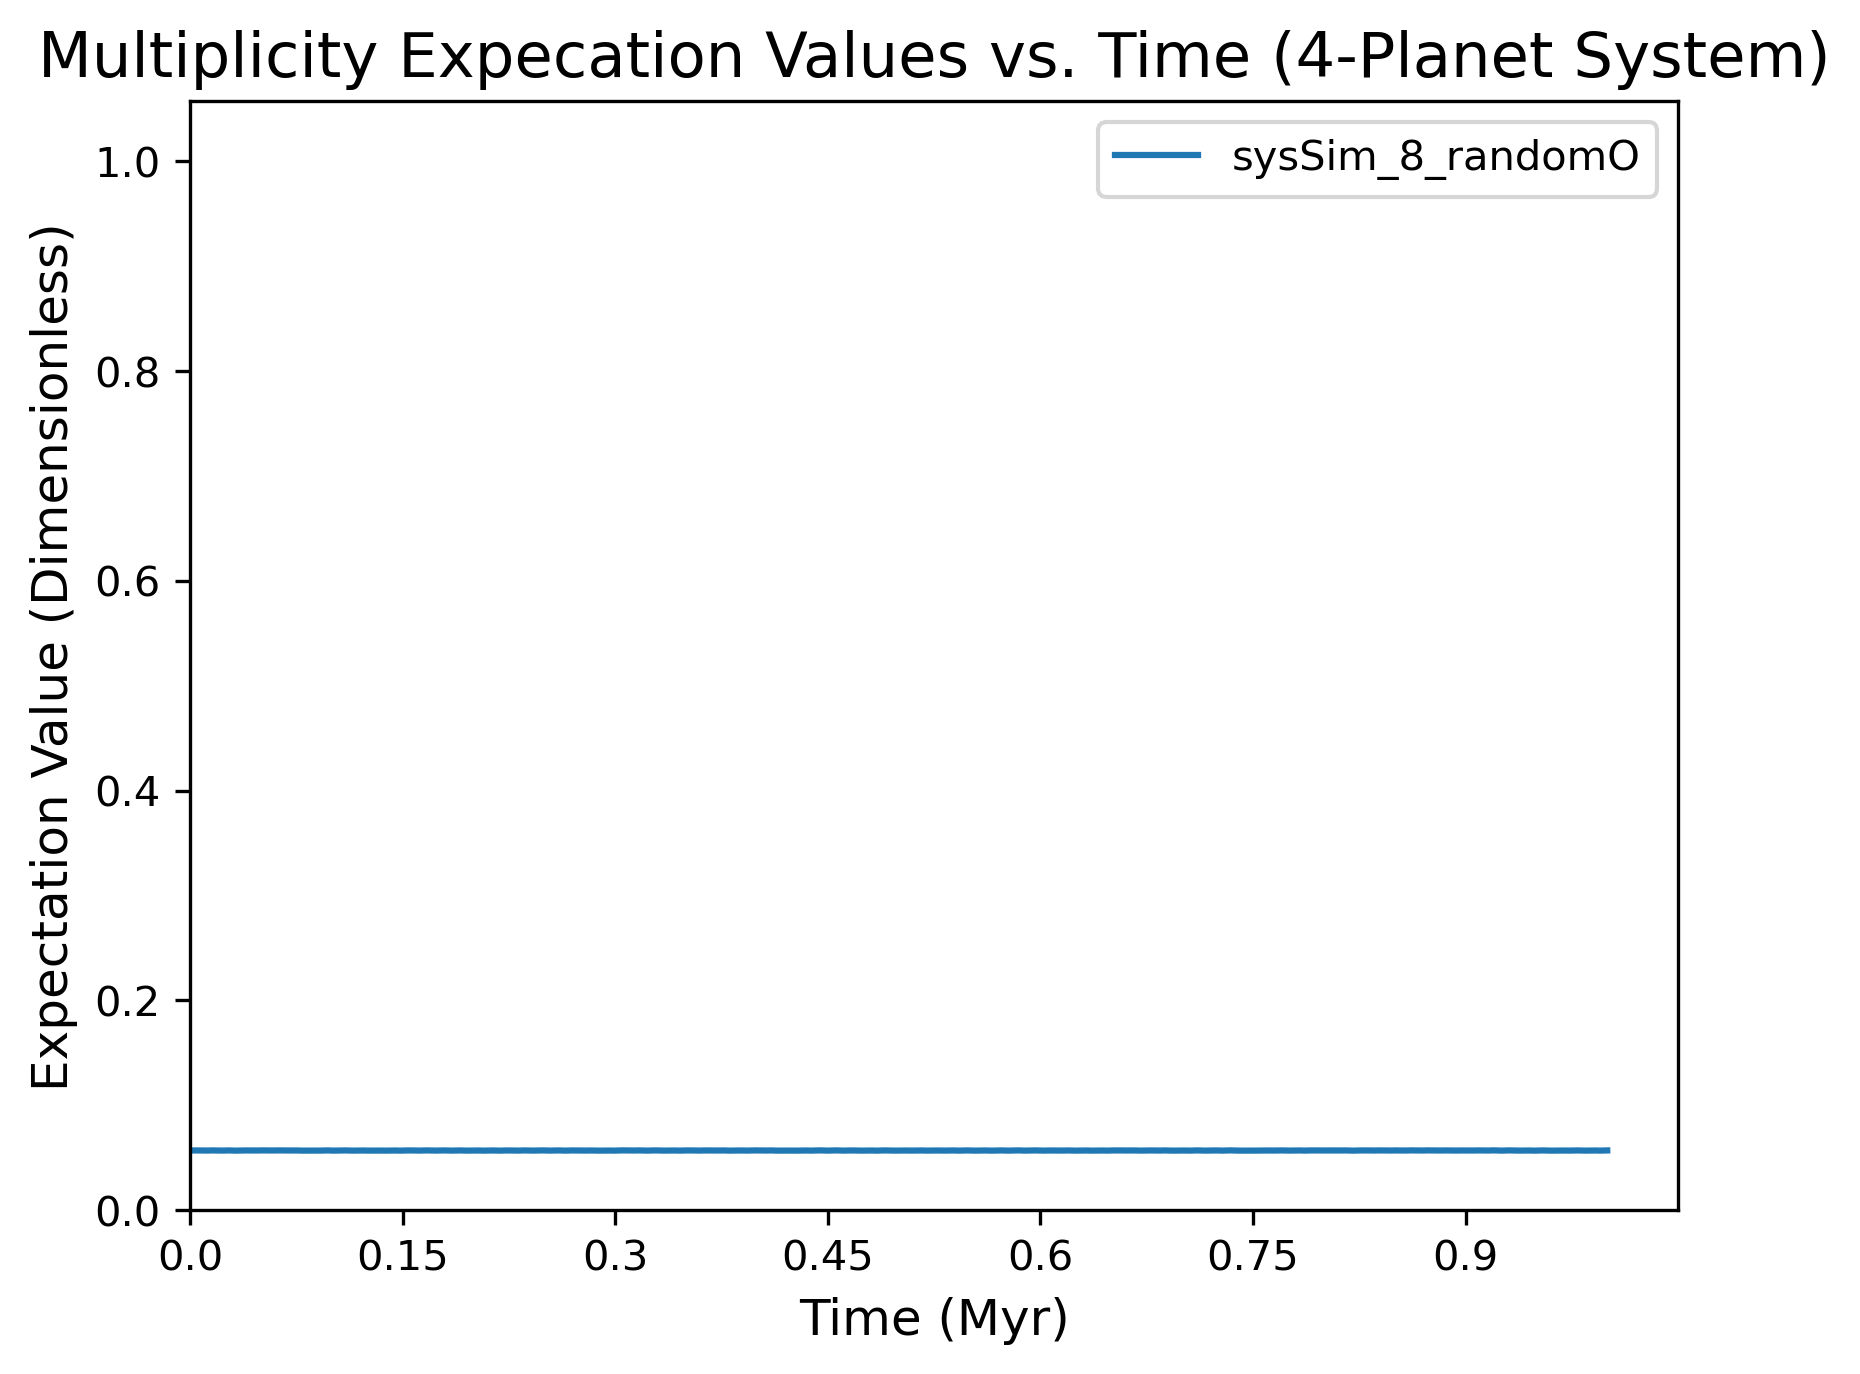 Multiplicity Expecation Values vs. Time (4-Planet System)
sysSim_8_randomO
Expectation Value (Dimensionless)
1.0
0.8
0.6
0.4
0.2
0.0
0.0 0.15 0.3 0.45 0.6 0.75 0.9
Time (Myr)